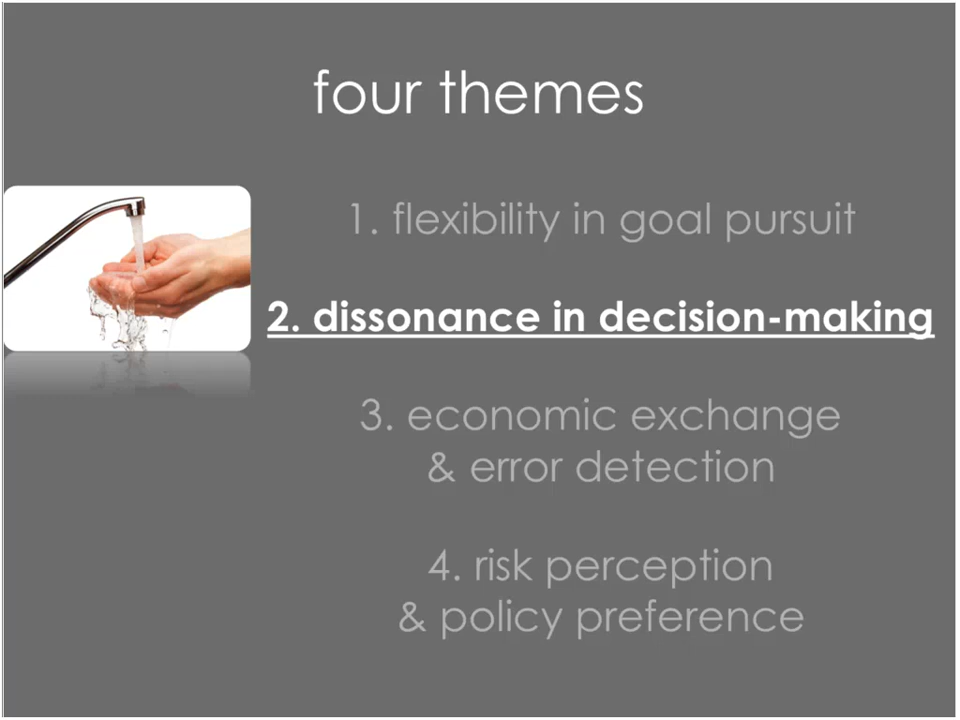 four themes
1. flexibility in goal pursuit
2. dissonance in decision-making
3. economic exchange
& error detection
4. risk perception
& policy preference